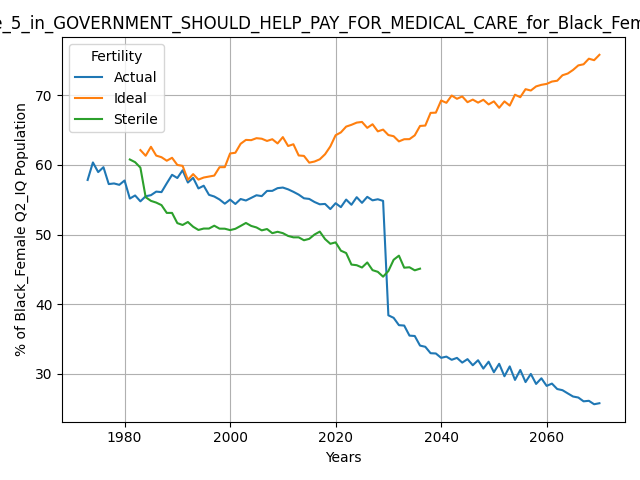 e_5_in_GOVERNMENT_SHOULD_HELP_PAY_FOR_MEDICAL_CARE_for_Black_Fem
Fertility
Actual
Ideal
Sterile
% of Black_Female Q2_IQ Population
70
60
50
40
30
1980
2000
2020
2040
2060
Years